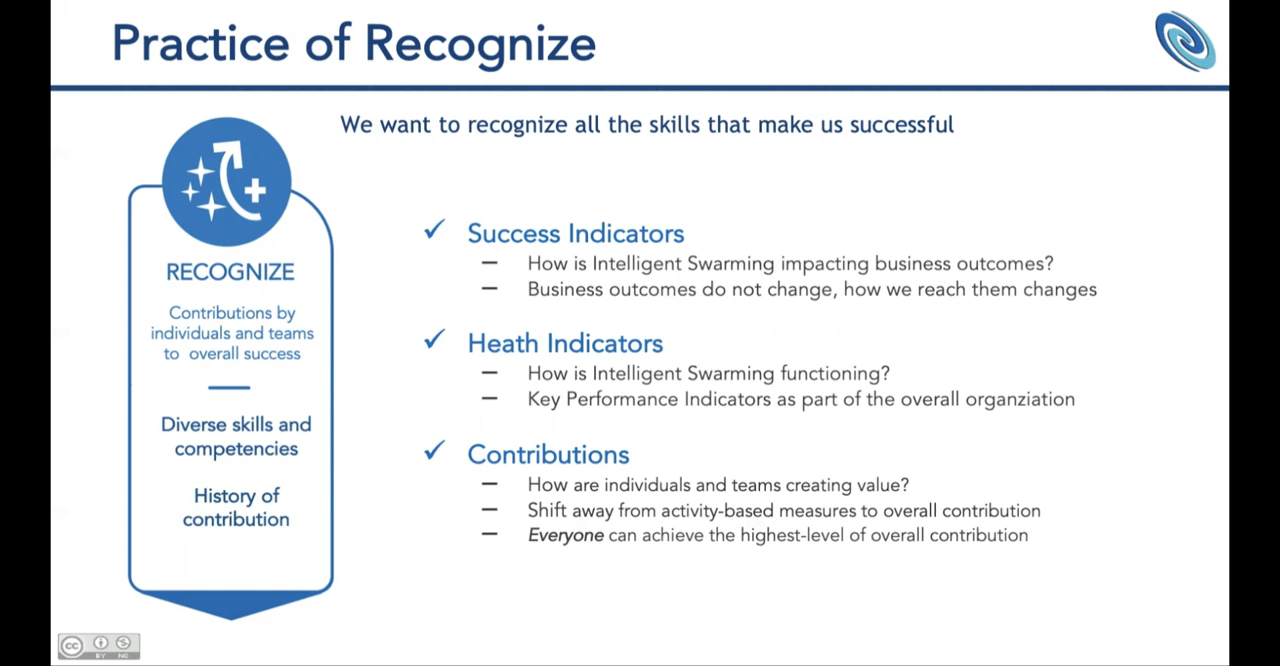 Practice of Recognize
We want to recognize all the skills that make us successful
RECOGNIZE
Contributions by
individuals and teams
to overall success
Diverse skills and
competencies
History of
contribution
✓ Success Indicators
— How is Intelligent Swarming impacting business outcomes?
— Business outcomes do not change, how we reach them changes
✓ Heath Indicators
— How is Intelligent Swarming functioning?
— Key Performance Indicators as part of the overall organziation
✓ Contributions
— How are individuals and teams creating value?
— Shift away from activity-based measures to overall contribution
— Everyone can achieve the highest-level of overall contribution
cc
BY NC